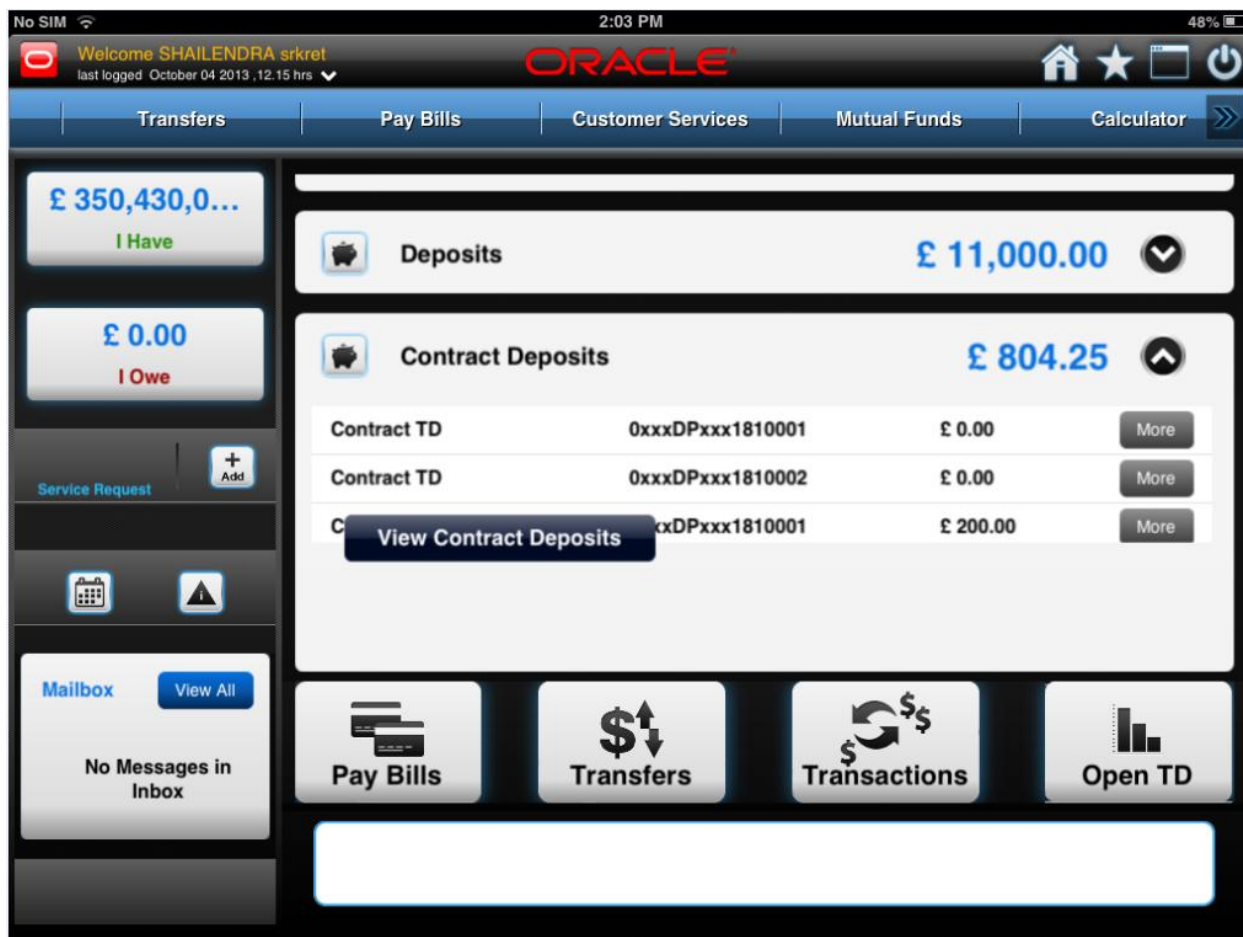 No SIM 2:03 PM 48%
Welcome SHAILENDRA srkret
last logged October 04 2013 ,12.15 hrs
ORACLE
Transfers Pay Bills Customer Services Mutual Funds Calculator
£ 350,430,0...
I Have
£ 0.00
I Owe
Service Request
+
Add
Mailbox View All
No Messages in
Inbox
Deposits £ 11,000.00
Contract Deposits £ 804.25
Contract TD 0xxxDPxxx1810001 £ 0.00 More
Contract TD 0xxxDPxxx1810002 £ 0.00 More
C xxDPxxx1810001 £ 200.00 More
View Contract Deposits
Pay Bills
Transfers
Transactions
Open TD